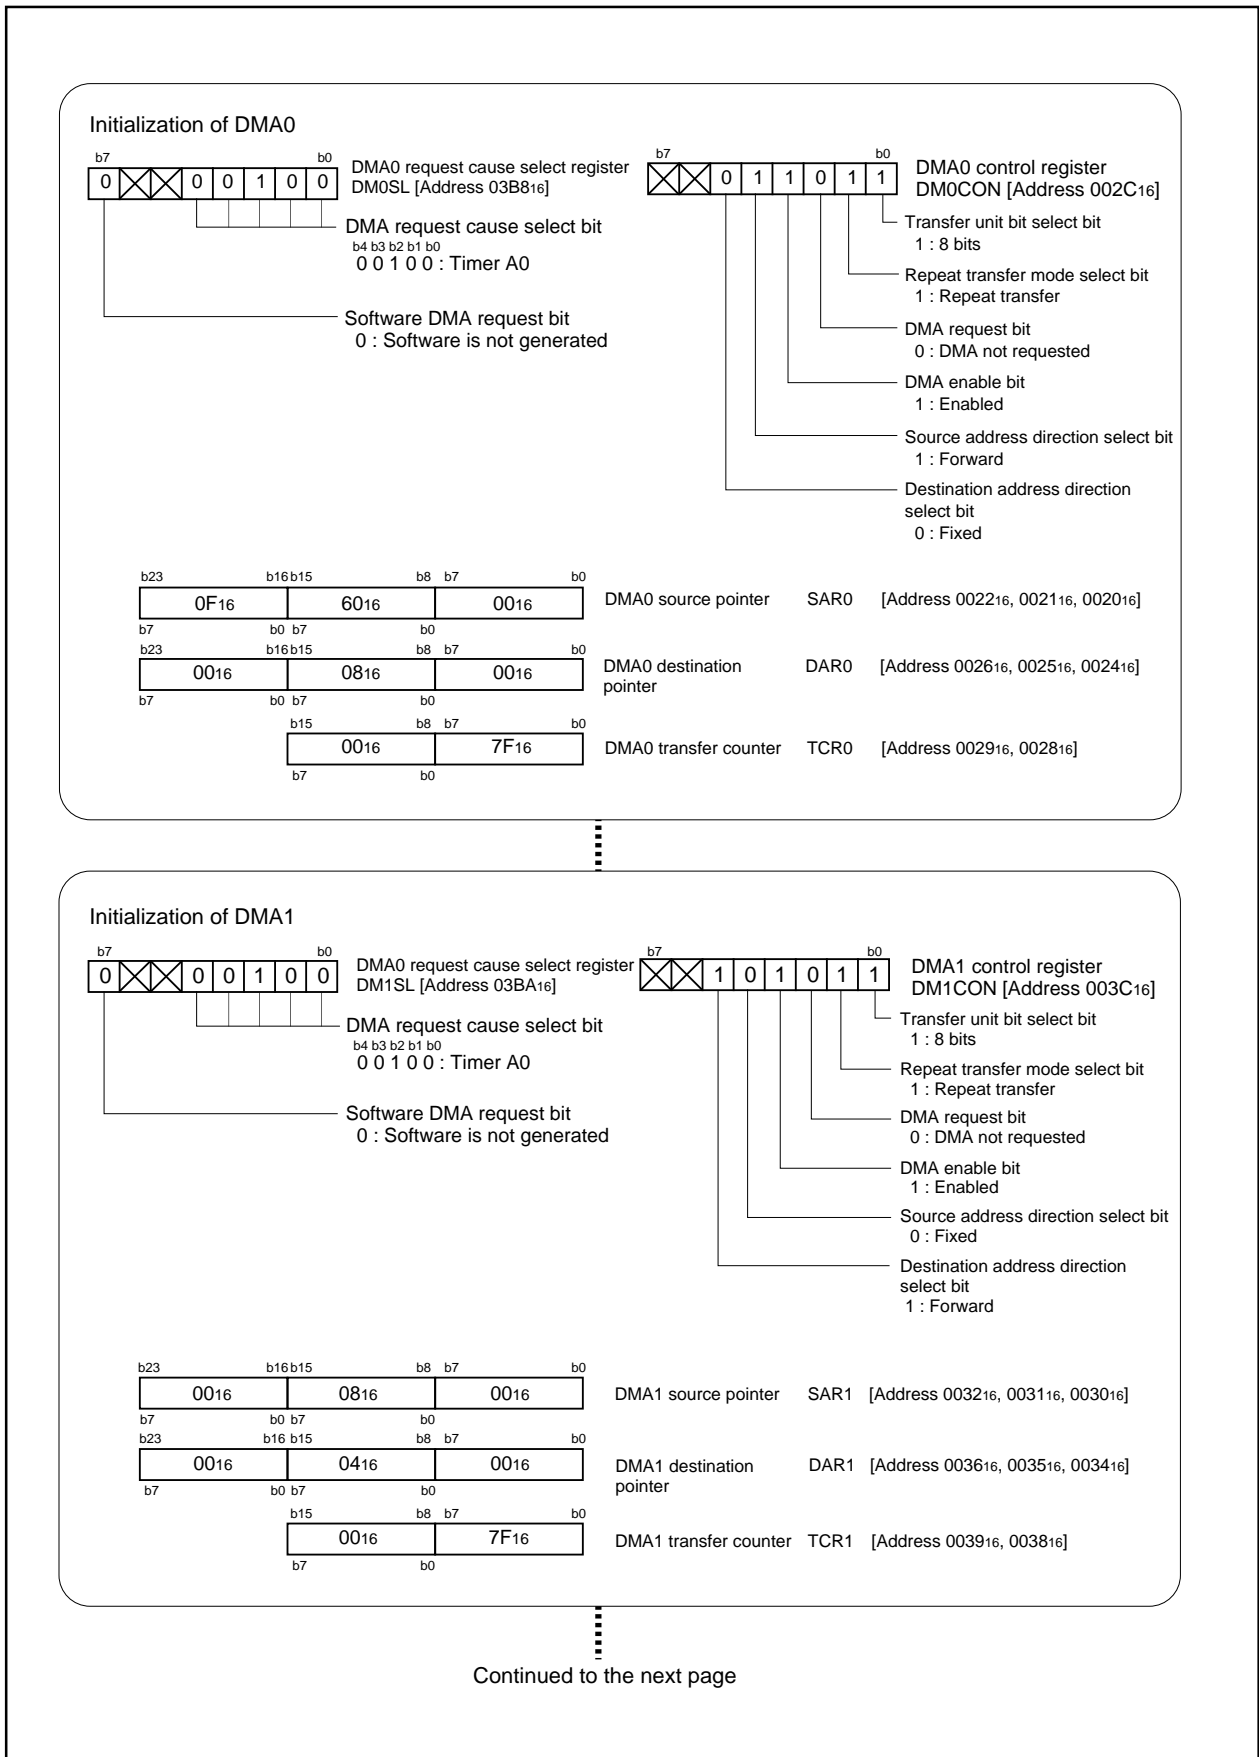 Initialization of DMA0
b7 b0
0 0 0 1 0 0
DMA0 request cause select register
DM0SL [Address 03B816]
DMA request cause select bit
b4 b3 b2 b1 b0
0 0 1 0 0 : Timer A0
Software DMA request bit
0 : Software is not generated
b7 b0
0 1 1 0 1 1
DMA0 control register
DM0CON [Address 002C16]
Transfer unit bit select bit
1 : 8 bits
Repeat transfer mode select bit
1 : Repeat transfer
DMA request bit
0 : DMA not requested
DMA enable bit
1 : Enabled
Source address direction select bit
1 : Forward
Destination address direction
select bit
0 : Fixed
b23 b16 b15 b8 b7 b0
0F16 6016 0016 DMA0 source pointer SAR0 [Address 002216, 002116, 002016]
b7 b0 b7 b0
b23 b16 b15 b8 b7 b0
0016 0816 0016 DMA0 destination DAR0 [Address 002616, 002516, 002416]
pointer
b7 b0 b7 b0
b15 b8 b7 b0
0016 7F16 DMA0 transfer counter TCR0 [Address 002916, 002816]
b7 b0
Initialization of DMA1
b7 b0
0 0 0 1 0 0
DMA0 request cause select register
DM1SL [Address 03BA16]
DMA request cause select bit
b4 b3 b2 b1 b0
0 0 1 0 0 : Timer A0
Software DMA request bit
0 : Software is not generated
b7 b0
1 0 1 0 1 1
DMA1 control register
DM1CON [Address 003C16]
Transfer unit bit select bit
1 : 8 bits
Repeat transfer mode select bit
1 : Repeat transfer
DMA request bit
0 : DMA not requested
DMA enable bit
1 : Enabled
Source address direction select bit
0 : Fixed
Destination address direction
select bit
1 : Forward
b23 b16 b15 b8 b7 b0
0016 0816 0016 DMA1 source pointer SAR1 [Address 003216, 003116, 003016]
b7 b0 b7 b0
b23 b16 b15 b8 b7 b0
0016 0416 0016 DMA1 destination DAR1 [Address 003616, 003516, 003416]
pointer
b7 b0 b7 b0
b15 b8 b7 b0
0016 7F16 DMA1 transfer counter TCR1 [Address 003916, 003816]
b7 b0
Continued to the next page